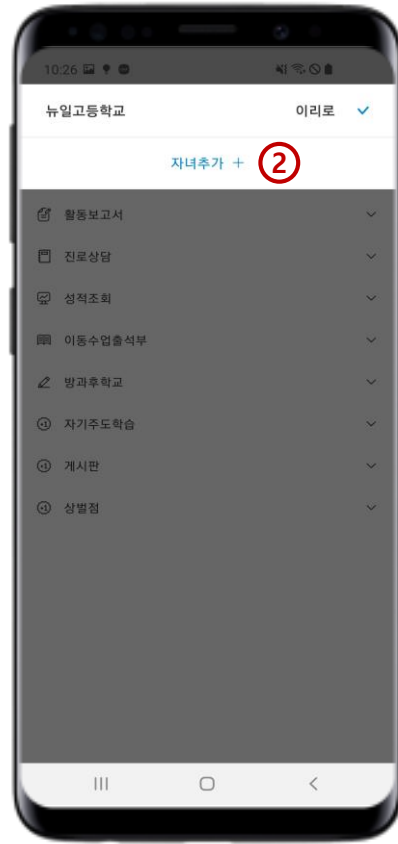 10:26
뉴일고등학교 이리로
자녀추가 + ②
활동보고서
진로상담
성적조회
이동수업출석부
방과후학교
자기주도학습
게시판
상벌점